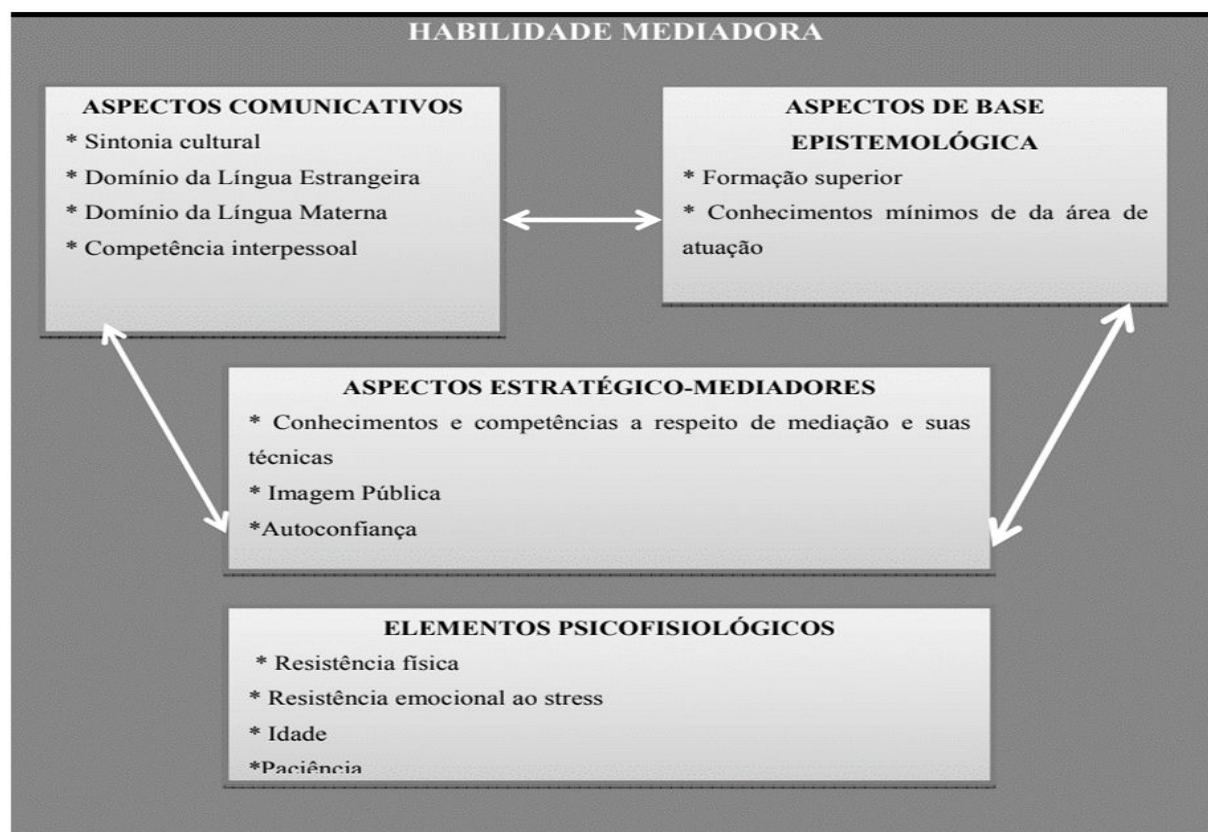 HABILIDADE MEDIADORA
ASPECTOS COMUNICATIVOS
* Sintonia cultural
* Domínio da Língua Estrangeira
* Domínio da Língua Materna
* Competência interpessoal
ASPECTOS DE BASE
EPISTEMOLÓGICA
* Formação superior
* Conhecimentos mínimos de da área de
atuação
ASPECTOS ESTRATÉGICO-MEDIADORES
* Conhecimentos e competências a respeito de mediação e suas
técnicas
* Imagem Pública
*Autoconfiança
ELEMENTOS PSICOFISIOLÓGICOS
* Resistência física
* Resistência emocional ao stress
* Idade
*Paciência